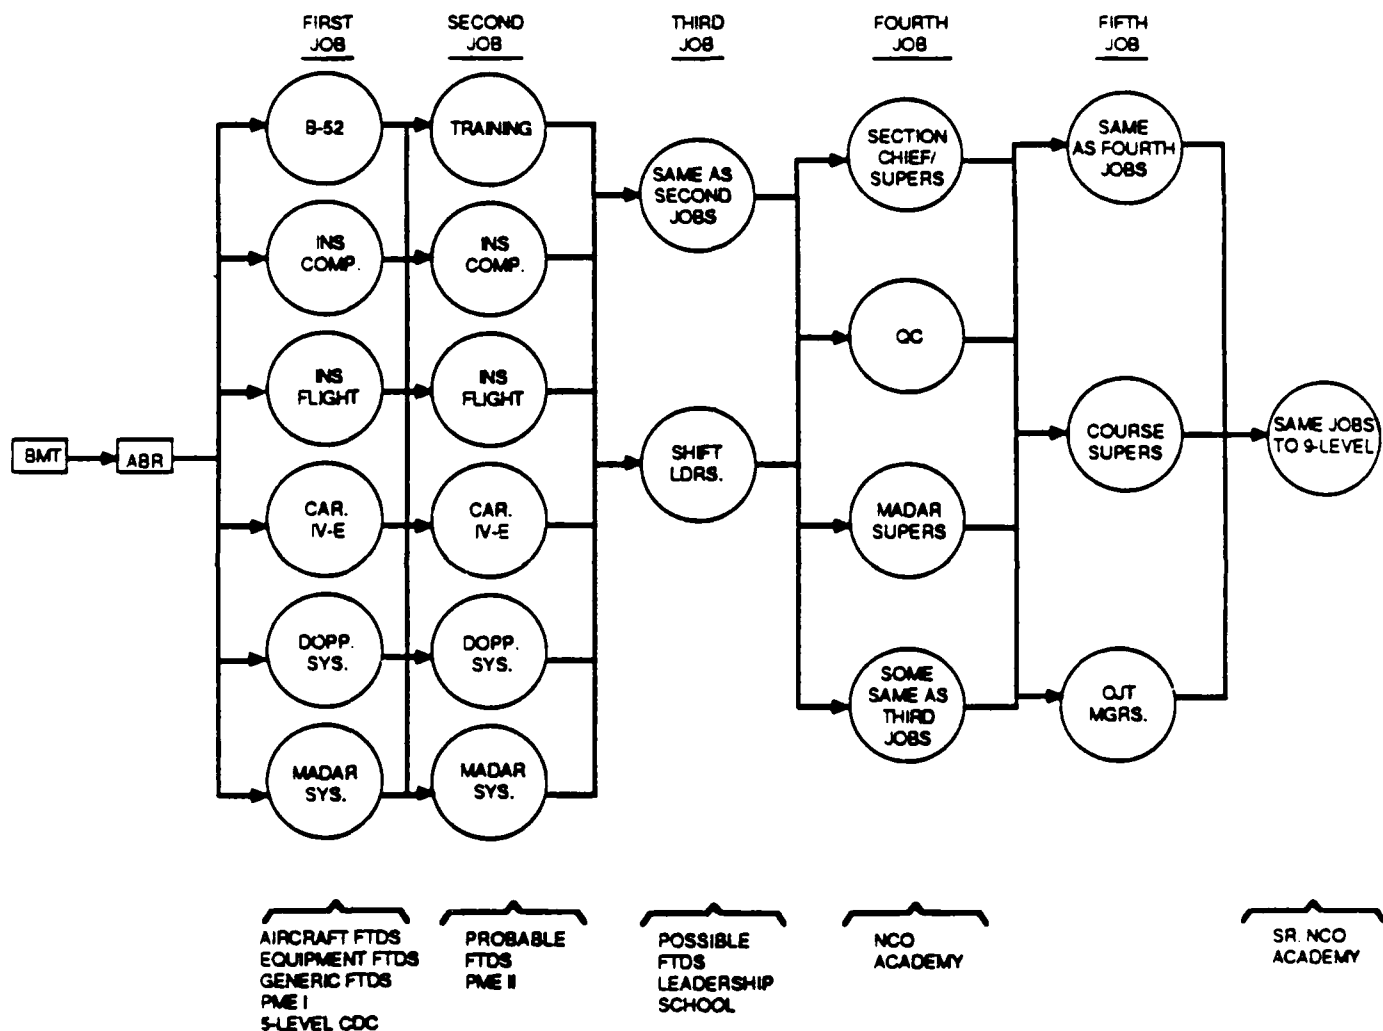 FIRST JOB
SECOND JOB
THIRD JOB
FOURTH JOB
FIFTH JOB
BMT
ABR
B-52
INS
COMP.
INS
FLIGHT
CAR.
IV-E
DOPP.
SYS.
MADAR
SYS.
TRAINING
INS
COMP.
INS
FLIGHT
CAR.
IV-E
DOPP.
SYS.
MADAR
SYS.
SAME AS
SECOND
JOBS
SHIFT
LDRS.
SECTION
CHIEF/
SUPERS
QC
MADAR
SUPERS
SOME
SAME AS
THIRD
JOBS
SAME
AS FOURTH
JOBS
COURSE
SUPERS
OJT
MGRS.
SAME JOBS
TO 9-LEVEL
AIRCRAFT FTDS
EQUIPMENT FTDS
GENERIC FTDS
PME I
5-LEVEL CDC
PROBABLE
FTDS
PME II
POSSIBLE
FTDS
LEADERSHIP
SCHOOL
NCO
ACADEMY
SR. NCO
ACADEMY